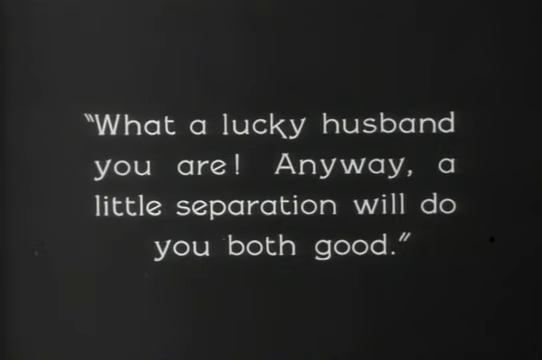 “What a lucky husband
you are! Anyway, a
little separation will do
you both good.”